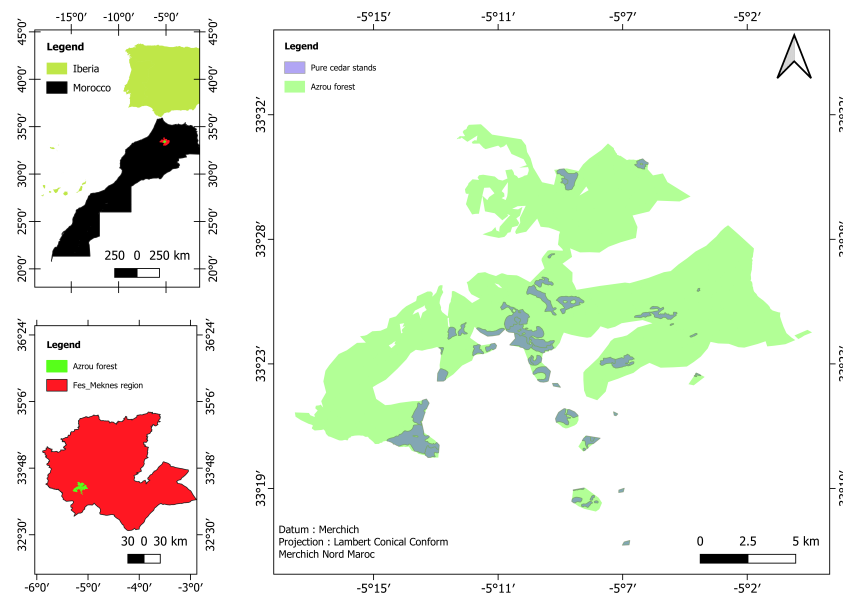 -15°0′ -10°0′ -5°0′
45°0′ 45°0′
Legend
Iberia
Morocco
40°0′ 40°0′
35°0′ 35°0′
30°0′ 30°0′
25°0′ 25°0′
20°0′ 20°0′
250 0 250 km
-15°0′ -10°0′ -5°0′
36°24′ 36°24′
Legend
Azrou forest
Fes_Meknes region
35°6′ 35°6′
33°48′ 33°48′
32°30′ 32°30′
30 0 30 km
-6°0′ -5°0′ -4°0′ -3°0′
-5°15′ -5°11′ -5°7′ -5°2′
Legend
Pure cedar stands
Azrou forest
33°32′
33°28′
33°23′
33°19′
Datum : Merchich
Projection : Lambert Conical Conform
Merchich Nord Maroc
0 2.5 5 km
-5°15′ -5°11′ -5°7′ -5°2′